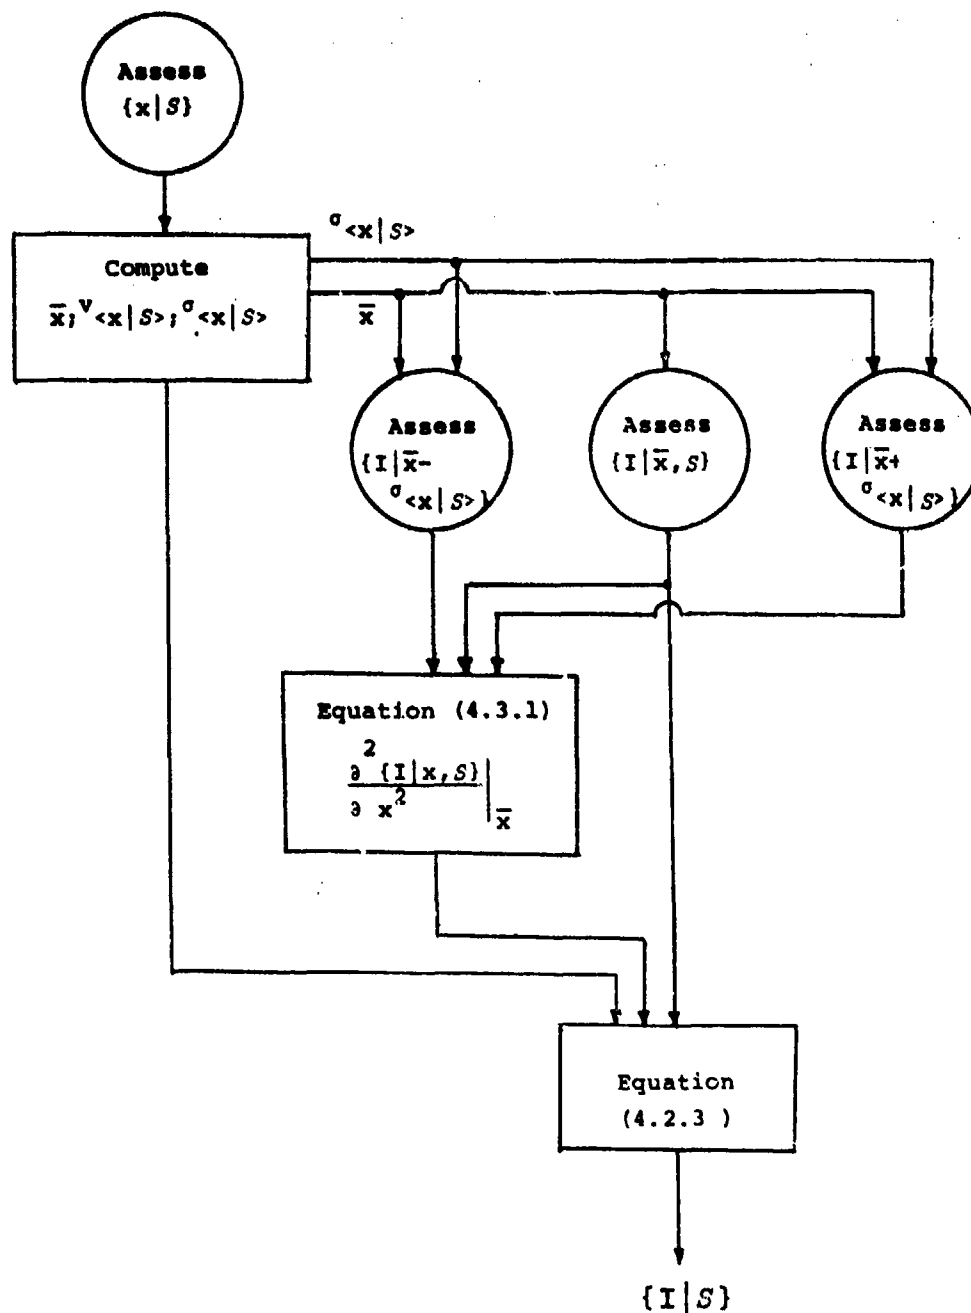 Assess
{x|S}
σ<x|S>
Compute
x̄; v<x|S>; σ<x|S>
x̄
Assess
{I|x̄-
σ<x|S>}
Assess
{I|x̄,S}
Assess
{I|x̄+
σ<x|S>}
Equation (4.3.1)
∂² {I|x,S}
∂ x² |x̄
Equation
(4.2.3 )
{I|S}